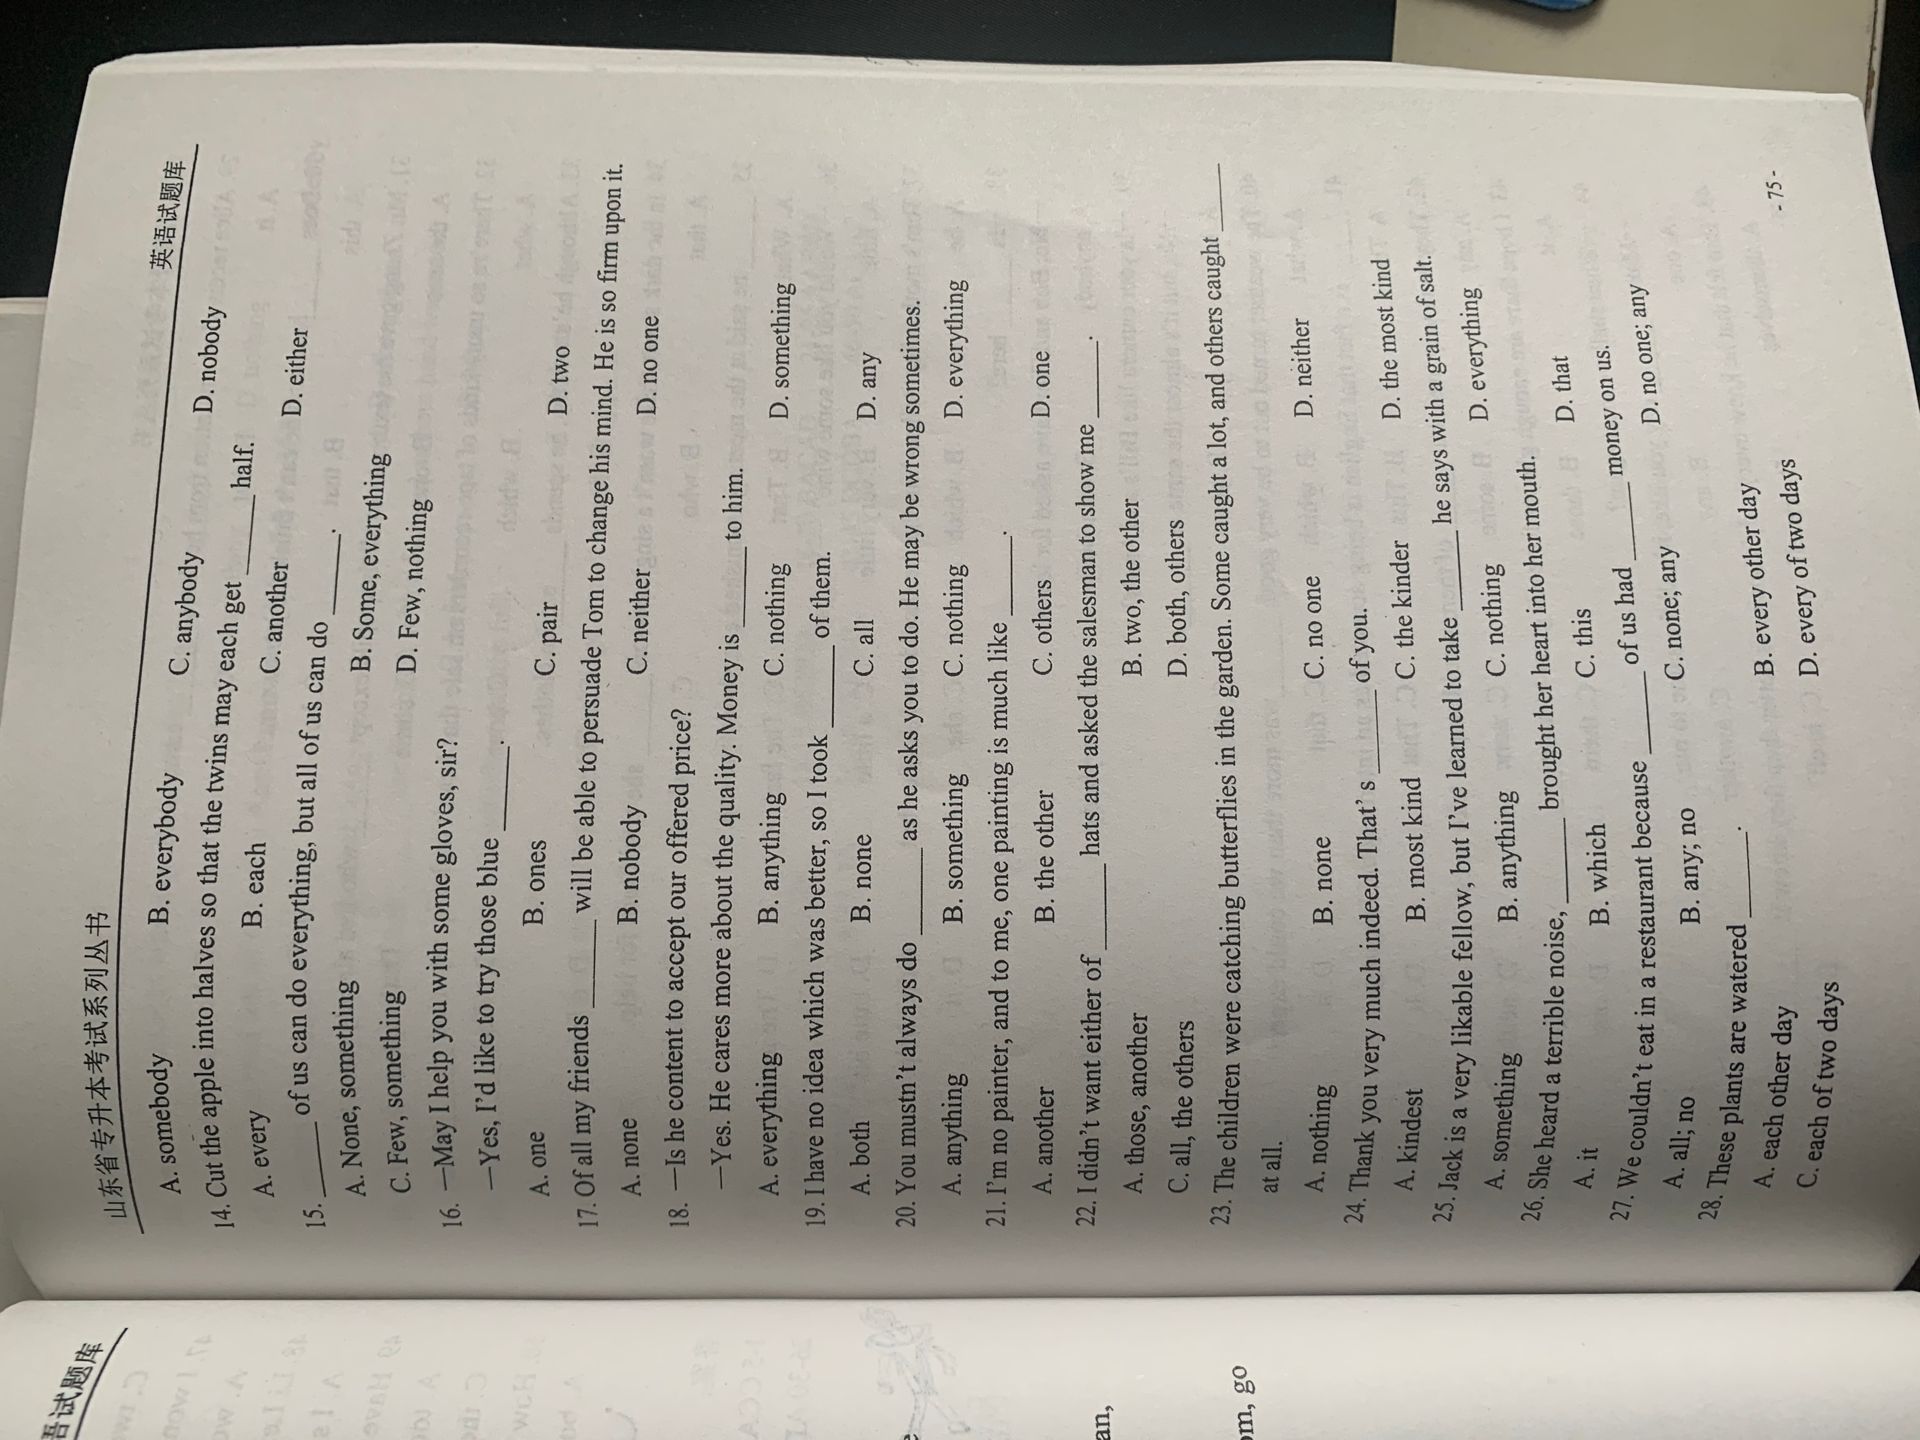 语试题库
an,
om, go
山东省专升本考试系列丛书
英语试题库
A. somebody B. everybody C. anybody D. nobody
14. Cut the apple into halves so that the twins may each get ______ half.
A. every B. each C. another D. either
15. ______ of us can do everything, but all of us can do ______.
A. None, something B. Some, everything
C. Few, something D. Few, nothing
16. —May I help you with some gloves, sir?
—Yes, I'd like to try those blue ______.
A. one B. ones C. pair D. two
17. Of all my friends ______ will be able to persuade Tom to change his mind. He is so firm upon it.
A. none B. nobody C. neither D. no one
18. —Is he content to accept our offered price?
—Yes. He cares more about the quality. Money is ______ to him.
A. everything B. anything C. nothing D. something
19. I have no idea which was better, so I took ______ of them.
A. both B. none C. all D. any
20. You mustn't always do ______ as he asks you to do. He may be wrong sometimes.
A. anything B. something C. nothing D. everything
21. I'm no painter, and to me, one painting is much like ______.
A. another B. the other C. others D. one
22. I didn't want either of ______ hats and asked the salesman to show me ______.
A. those, another B. two, the other
C. all, the others D. both, others
23. The children were catching butterflies in the garden. Some caught a lot, and others caught ______
at all.
A. nothing B. none C. no one D. neither
24. Thank you very much indeed. That' s ______ of you.
A. kindest B. most kind C. the kinder D. the most kind
25. Jack is a very likable fellow, but I've learned to take ______ he says with a grain of salt.
A. something B. anything C. nothing D. everything
26. She heard a terrible noise, ______ brought her heart into her mouth.
A. it B. which C. this D. that
27. We couldn't eat in a restaurant because ______ of us had ______ money on us.
A. all; no B. any; no C. none; any D. no one; any
28. These plants are watered ______.
A. each other day B. every other day
C. each of two days D. every of two days
- 75 -